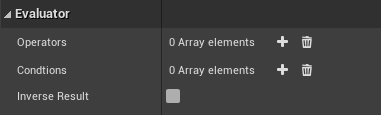 Evaluator
Operators 0 Array elements
Condtions 0 Array elements
Inverse Result